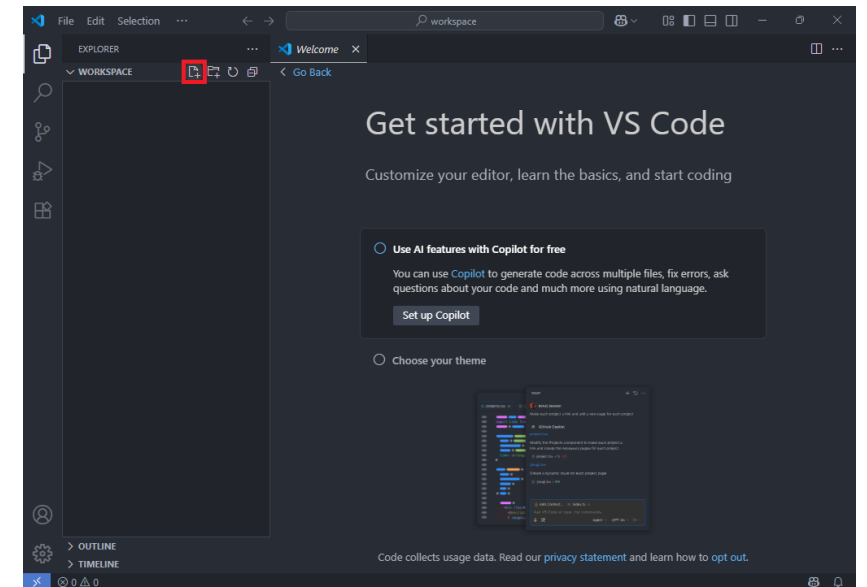 File Edit Selection ···
workspace
EXPLORER
WORKSPACE
Welcome
Go Back
Get started with VS Code
Customize your editor, learn the basics, and start coding
Use AI features with Copilot for free
You can use Copilot to generate code across multiple files, fix errors, ask
questions about your code and much more using natural language.
Set up Copilot
Choose your theme
OUTLINE
TIMELINE
Code collects usage data. Read our privacy statement and learn how to opt out.
0 0